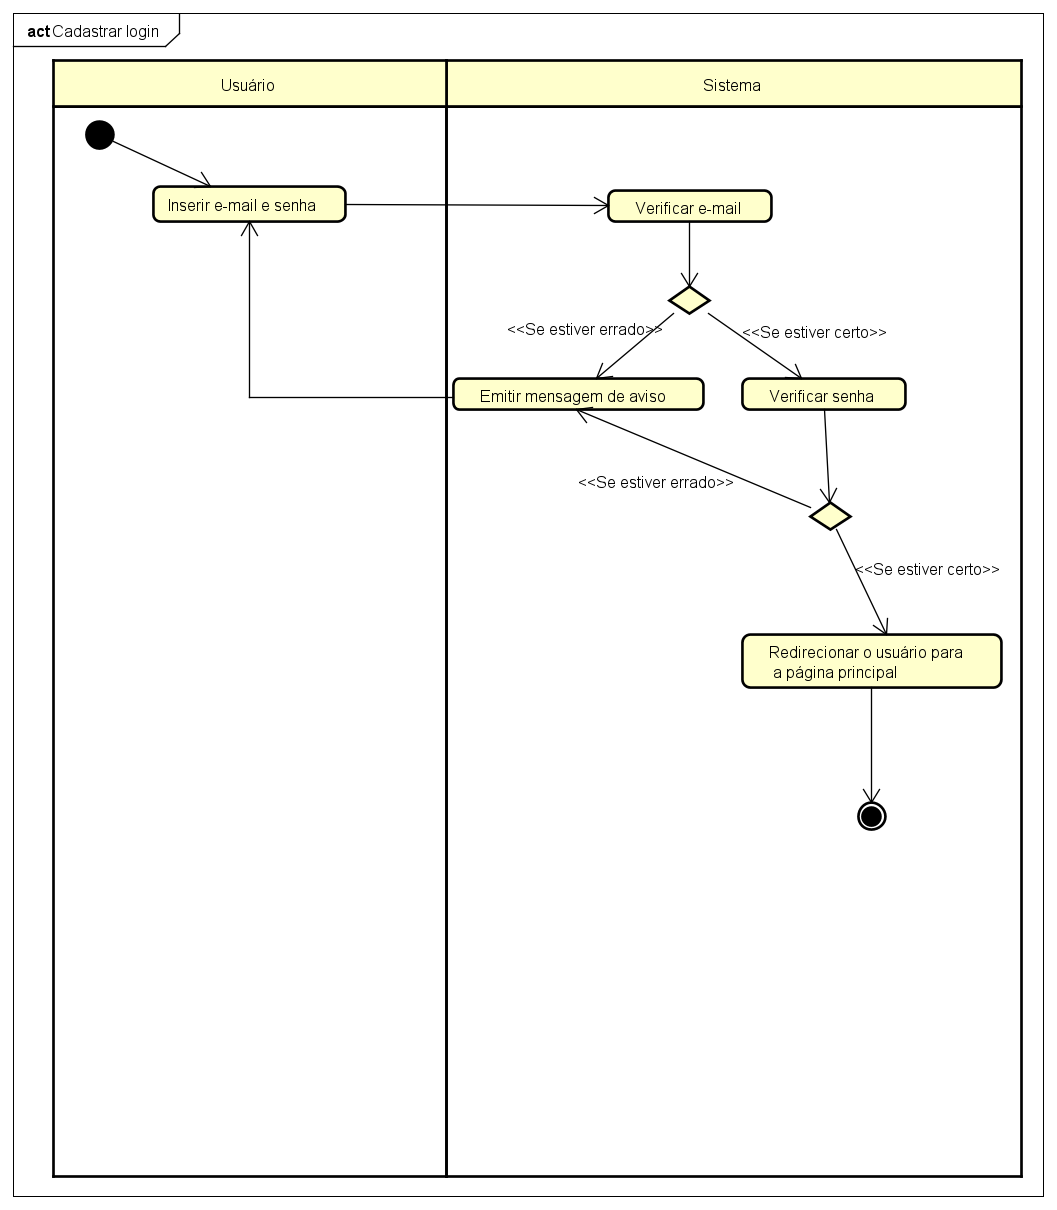 act Cadastrar login
Usuário
Sistema
Inserir e-mail e senha
Verificar e-mail
<<Se estiver errado>>
<<Se estiver certo>>
Emitir mensagem de aviso
Verificar senha
<<Se estiver errado>>
<<Se estiver certo>>
Redirecionar o usuário para
a página principal